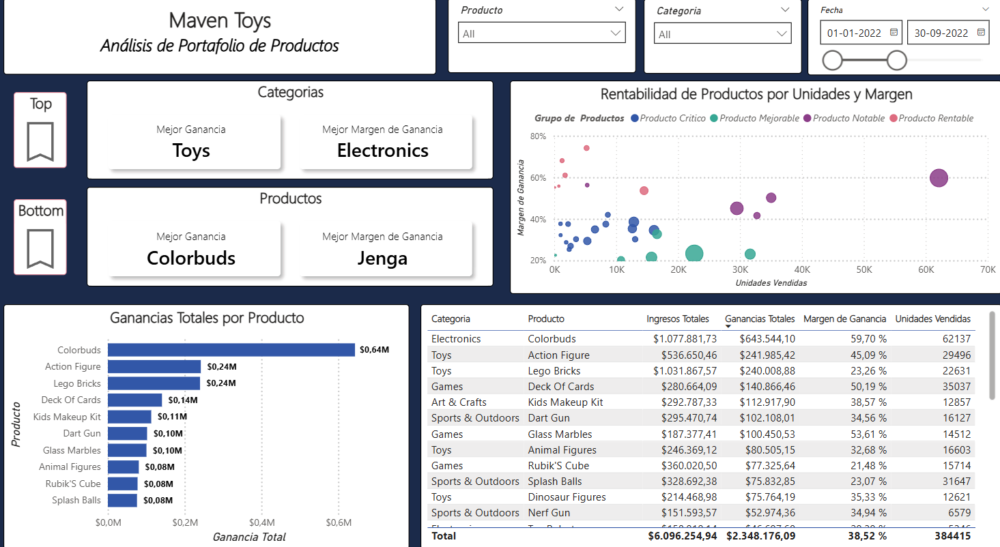 Maven Toys
Análisis de Portafolio de Productos
Producto
All
Categoria
All
Fecha
01-01-2022
30-09-2022
Top
Bottom
Categorias
Mejor Ganancia
Toys
Mejor Margen de Ganancia
Electronics
Productos
Mejor Ganancia
Colorbuds
Mejor Margen de Ganancia
Jenga
Rentabilidad de Productos por Unidades y Margen
Grupo de Productos Producto Critico Producto Mejorable Producto Notable Producto Rentable
Margen de Ganancia
80%
60%
40%
20%
0K 10K 20K 30K 40K 50K 60K 70K
Unidades Vendidas
Ganancias Totales por Producto
Producto
Colorbuds $0,64M
Action Figure $0,24M
Lego Bricks $0,24M
Deck Of Cards $0,14M
Kids Makeup Kit $0,11M
Dart Gun $0,10M
Glass Marbles $0,10M
Animal Figures $0,08M
Rubik'S Cube $0,08M
Splash Balls $0,08M
$0,0M $0,2M $0,4M $0,6M
Ganancia Total
Categoria Producto Ingresos Totales Ganancias Totales Margen de Ganancia Unidades Vendidas
Electronics Colorbuds $1.077.881,73 $643.544,10 59,70 % 62137
Toys Action Figure $536.650,46 $241.985,42 45,09 % 29496
Toys Lego Bricks $1.031.867,57 $240.008,88 23,26 % 22631
Games Deck Of Cards $280.664,09 $140.866,46 50,19 % 35037
Art & Crafts Kids Makeup Kit $292.787,33 $112.917,90 38,57 % 12857
Sports & Outdoors Dart Gun $295.470,74 $102.108,01 34,56 % 16127
Games Glass Marbles $187.377,41 $100.450,53 53,61 % 14512
Toys Animal Figures $246.369,12 $80.505,15 32,68 % 16603
Games Rubik'S Cube $360.020,50 $77.325,64 21,48 % 15714
Sports & Outdoors Splash Balls $328.692,38 $75.832,85 23,07 % 31647
Toys Dinosaur Figures $214.468,98 $75.764,19 35,33 % 12621
Sports & Outdoors Nerf Gun $151.593,57 $52.974,36 34,94 % 6579
Total $6.096.254,94 $2.348.176,09 38,52 % 384415